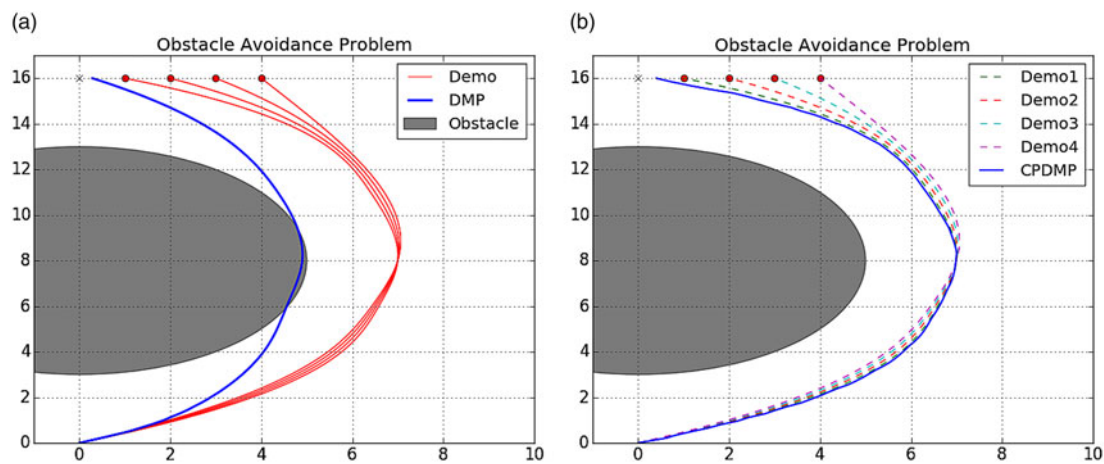 (a)
Obstacle Avoidance Problem
16
14
12
10
8
6
4
2
0
0 2 4 6 8 10
Demo
DMP
Obstacle
(b)
Obstacle Avoidance Problem
16
14
12
10
8
6
4
2
0
0 2 4 6 8 10
Demo1
Demo2
Demo3
Demo4
CPDMP